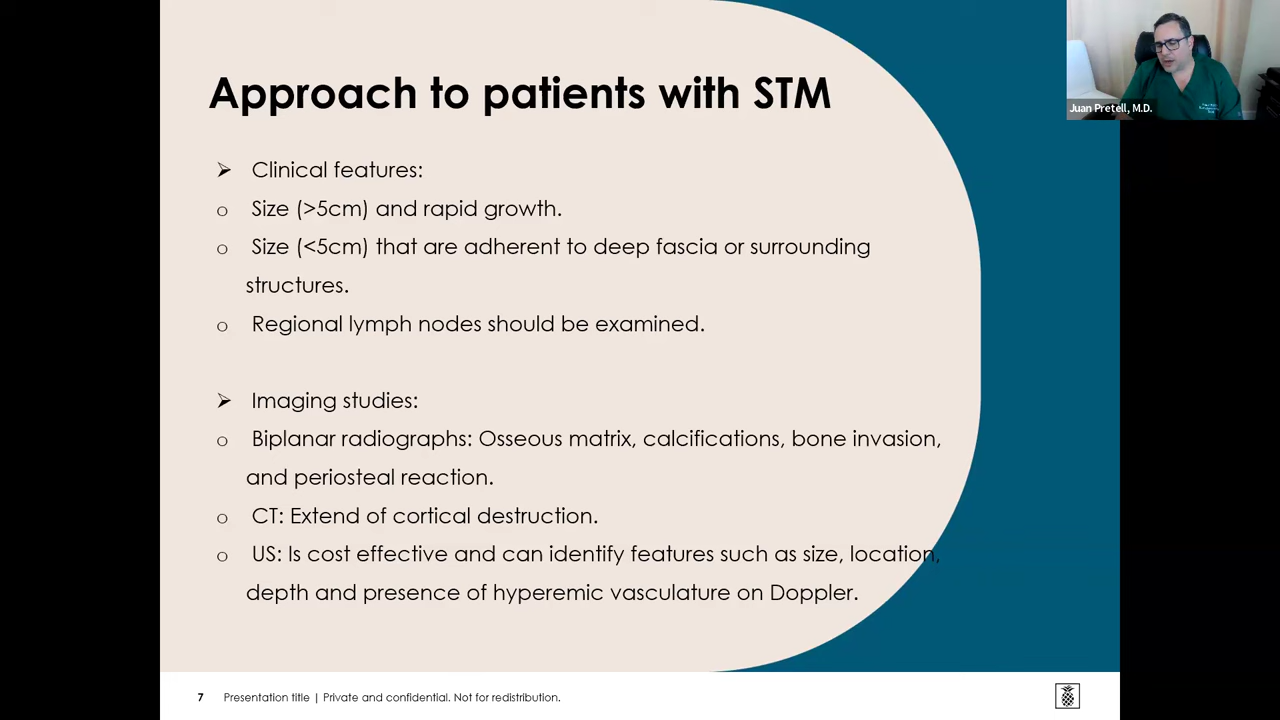 Approach to patients with STM
Juan Pretell, M.D.
➢ Clinical features:
o Size (>5cm) and rapid growth.
o Size (<5cm) that are adherent to deep fascia or surrounding
structures.
o Regional lymph nodes should be examined.
➢ Imaging studies:
o Biplanar radiographs: Osseous matrix, calcifications, bone invasion,
and periosteal reaction.
o CT: Extend of cortical destruction.
o US: Is cost effective and can identify features such as size, location,
depth and presence of hyperemic vasculature on Doppler.
7 Presentation title | Private and confidential. Not for redistribution.